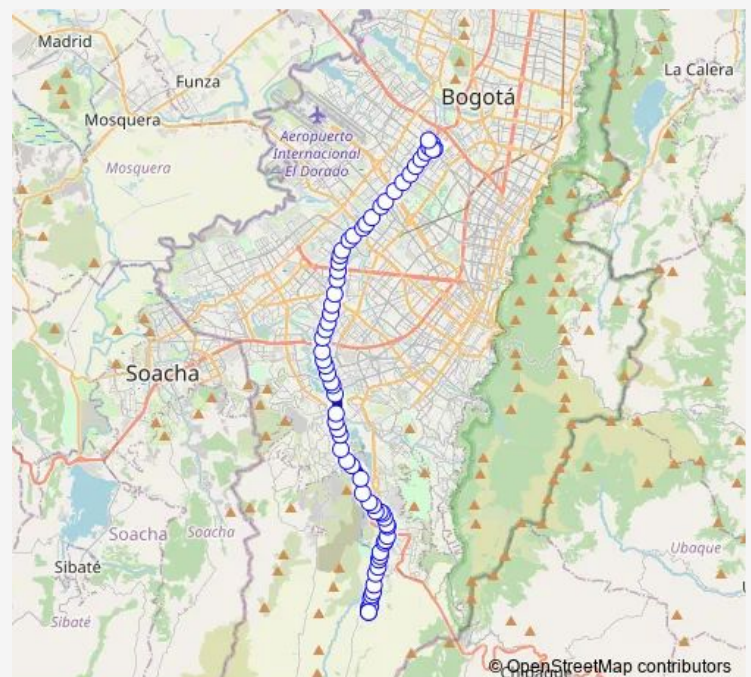 Madrid
Funza
La Calera
Bogotá
Mosquera
Aeropuerto
Internacional
El Dorado
Mosquera
Soacha
Soacha
Soacha
Ubaque
Sibaté
Sibaté
© OpenStreetMap contributors